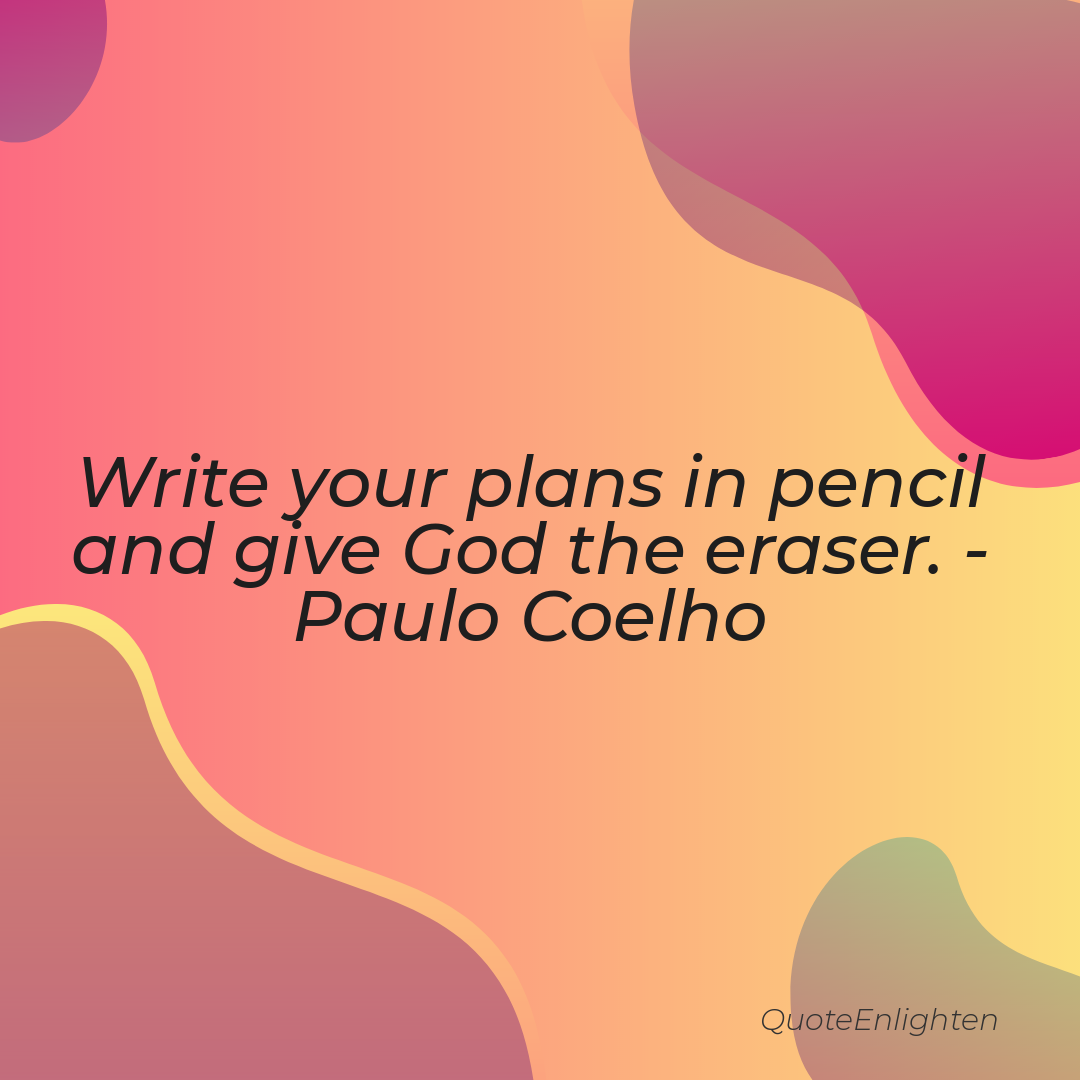 Write your plans in pencil
and give God the eraser. -
Paulo Coelho
QuoteEnlighten